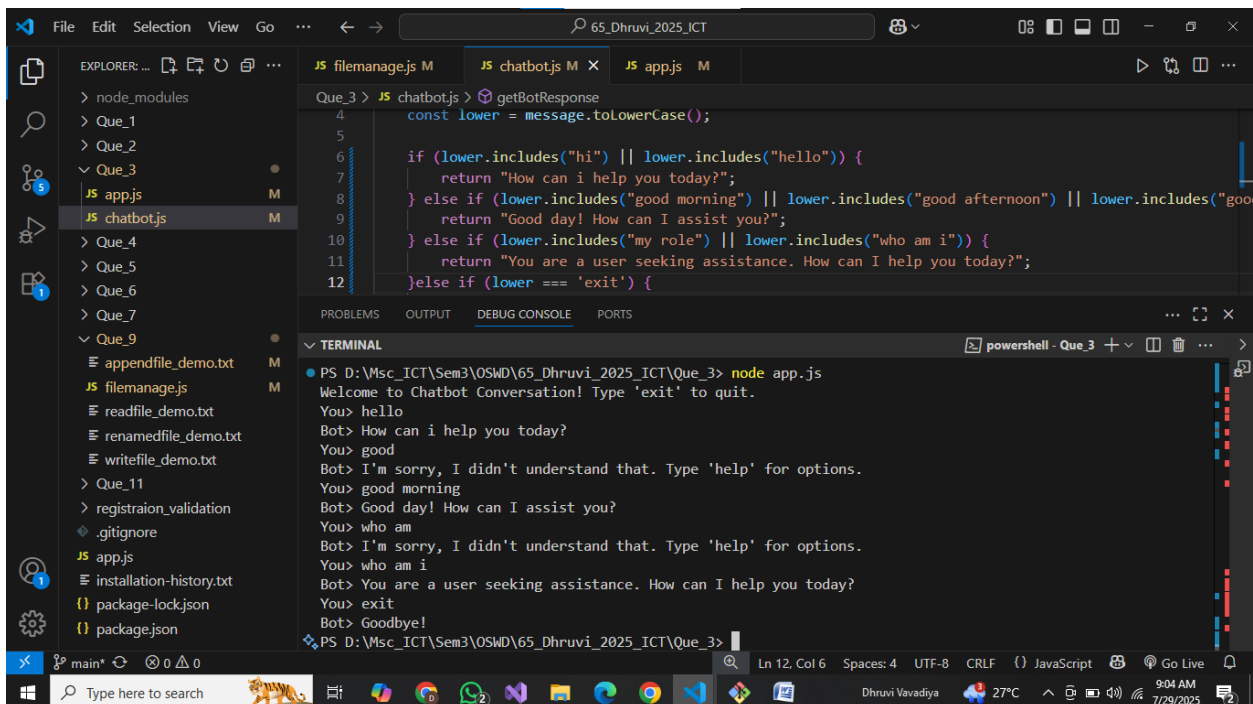 File Edit Selection View Go ··· 65_Dhruvi_2025_ICT
EXPLORER: ...
node_modules
Que_1
Que_2
Que_3
JS app.js M
JS chatbot.js M
Que_4
Que_5
Que_6
Que_7
Que_9
appendfile_demo.txt M
JS filemanage.js M
readfile_demo.txt
renamedfile_demo.txt
writefile_demo.txt
Que_11
registraion_validation
.gitignore
JS app.js
installation-history.txt
{} package-lock.json
{} package.json
5
1
1
JS filemanage.js M JS chatbot.js M JS app.js M
Que_3 > JS chatbot.js > getBotResponse
4 const lower = message.toLowerCase();
5
6 if (lower.includes("hi") || lower.includes("hello")) {
7 return "How can i help you today?";
8 } else if (lower.includes("good morning") || lower.includes("good afternoon") || lower.includes("goo
9 return "Good day! How can I assist you?";
10 } else if (lower.includes("my role") || lower.includes("who am i")) {
11 return "You are a user seeking assistance. How can I help you today?";
12 }else if (lower === 'exit') {
PROBLEMS OUTPUT DEBUG CONSOLE PORTS
TERMINAL powershell - Que_3
PS D:\Msc_ICT\Sem3\OSWD\65_Dhruvi_2025_ICT\Que_3> node app.js
Welcome to Chatbot Conversation! Type 'exit' to quit.
You> hello
Bot> How can i help you today?
You> good
Bot> I'm sorry, I didn't understand that. Type 'help' for options.
You> good morning
Bot> Good day! How can I assist you?
You> who am
Bot> I'm sorry, I didn't understand that. Type 'help' for options.
You> who am i
Bot> You are a user seeking assistance. How can I help you today?
You> exit
Bot> Goodbye!
PS D:\Msc_ICT\Sem3\OSWD\65_Dhruvi_2025_ICT\Que_3>
main* 0 0 Ln 12, Col 6 Spaces: 4 UTF-8 CRLF {} JavaScript Go Live
Type here to search 2 Dhruvi Vavadiya 3 27°C 9:04 AM 2
7/29/2025